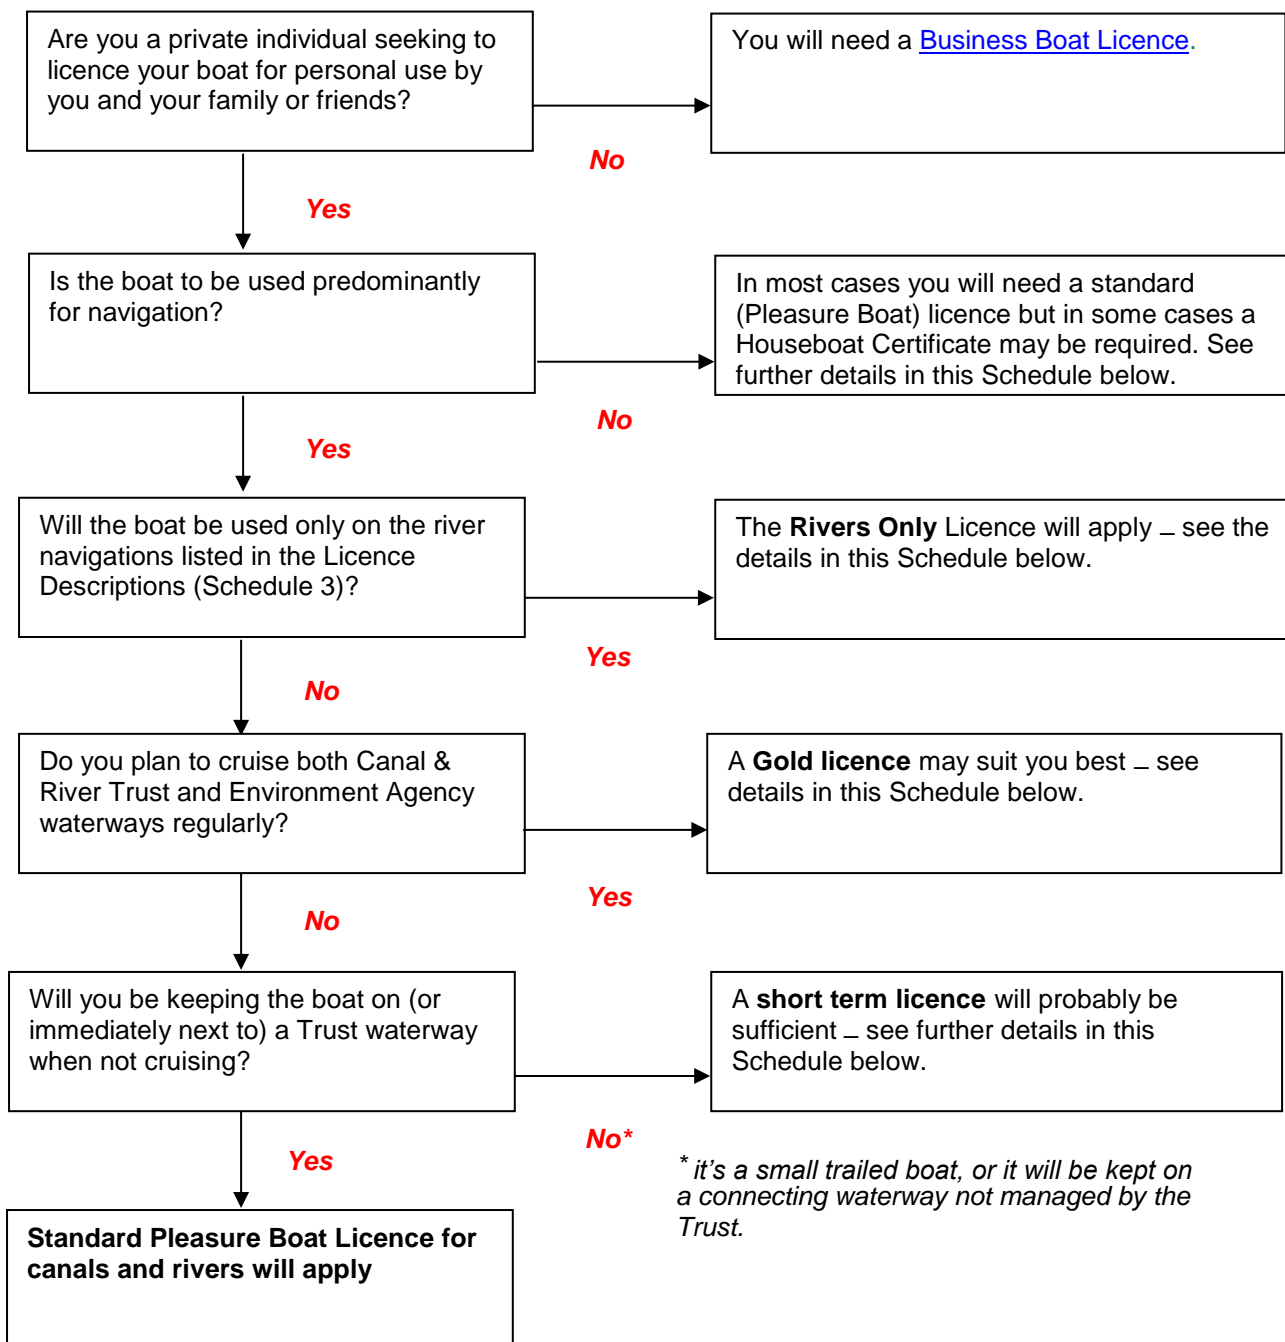 Are you a private individual seeking to
licence your boat for personal use by
you and your family or friends?
You will need a Business Boat Licence.
No
Yes
Is the boat to be used predominantly
for navigation?
In most cases you will need a standard
(Pleasure Boat) licence but in some cases a
Houseboat Certificate may be required. See
further details in this Schedule below.
No
Yes
Will the boat be used only on the river
navigations listed in the Licence
Descriptions (Schedule 3)?
The Rivers Only Licence will apply – see the
details in this Schedule below.
Yes
No
Do you plan to cruise both Canal &
River Trust and Environment Agency
waterways regularly?
A Gold licence may suit you best – see
details in this Schedule below.
Yes
No
Will you be keeping the boat on (or
immediately next to) a Trust waterway
when not cruising?
A short term licence will probably be
sufficient – see further details in this
Schedule below.
No*
Yes
* it's a small trailed boat, or it will be kept on
a connecting waterway not managed by the
Trust.
Standard Pleasure Boat Licence for
canals and rivers will apply